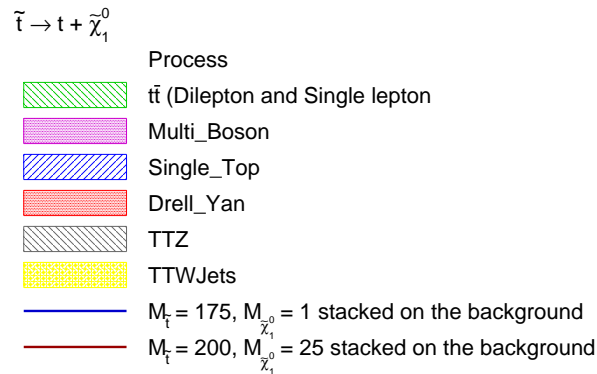 t̃ → t + χ̃₁⁰
Process
tt̄ (Dilepton and Single lepton
Multi_Boson
Single_Top
Drell_Yan
TTZ
TTWJets
M_t̃ = 175, M_χ̃₁⁰ = 1 stacked on the background
M_t̃ = 200, M_χ̃₁⁰ = 25 stacked on the background